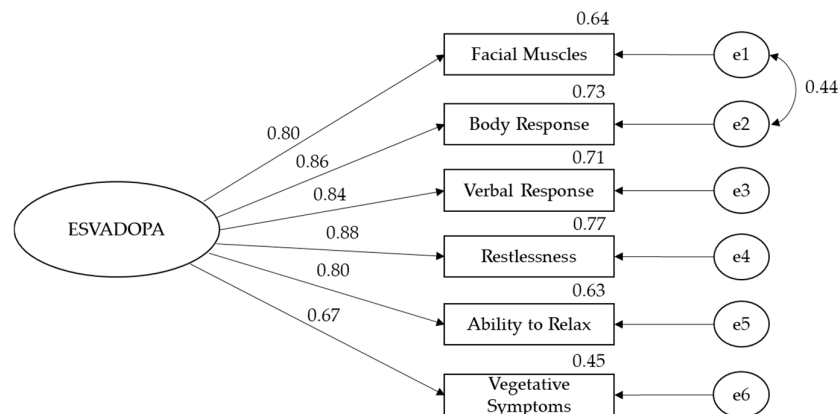 0.64
Facial Muscles
e1
0.44
0.73
Body Response
e2
0.80
0.86
0.71
Verbal Response
e3
0.84
ESVADOPA
0.88
0.77
Restlessness
e4
0.80
0.63
Ability to Relax
e5
0.67
0.45
Vegetative
Symptoms
e6